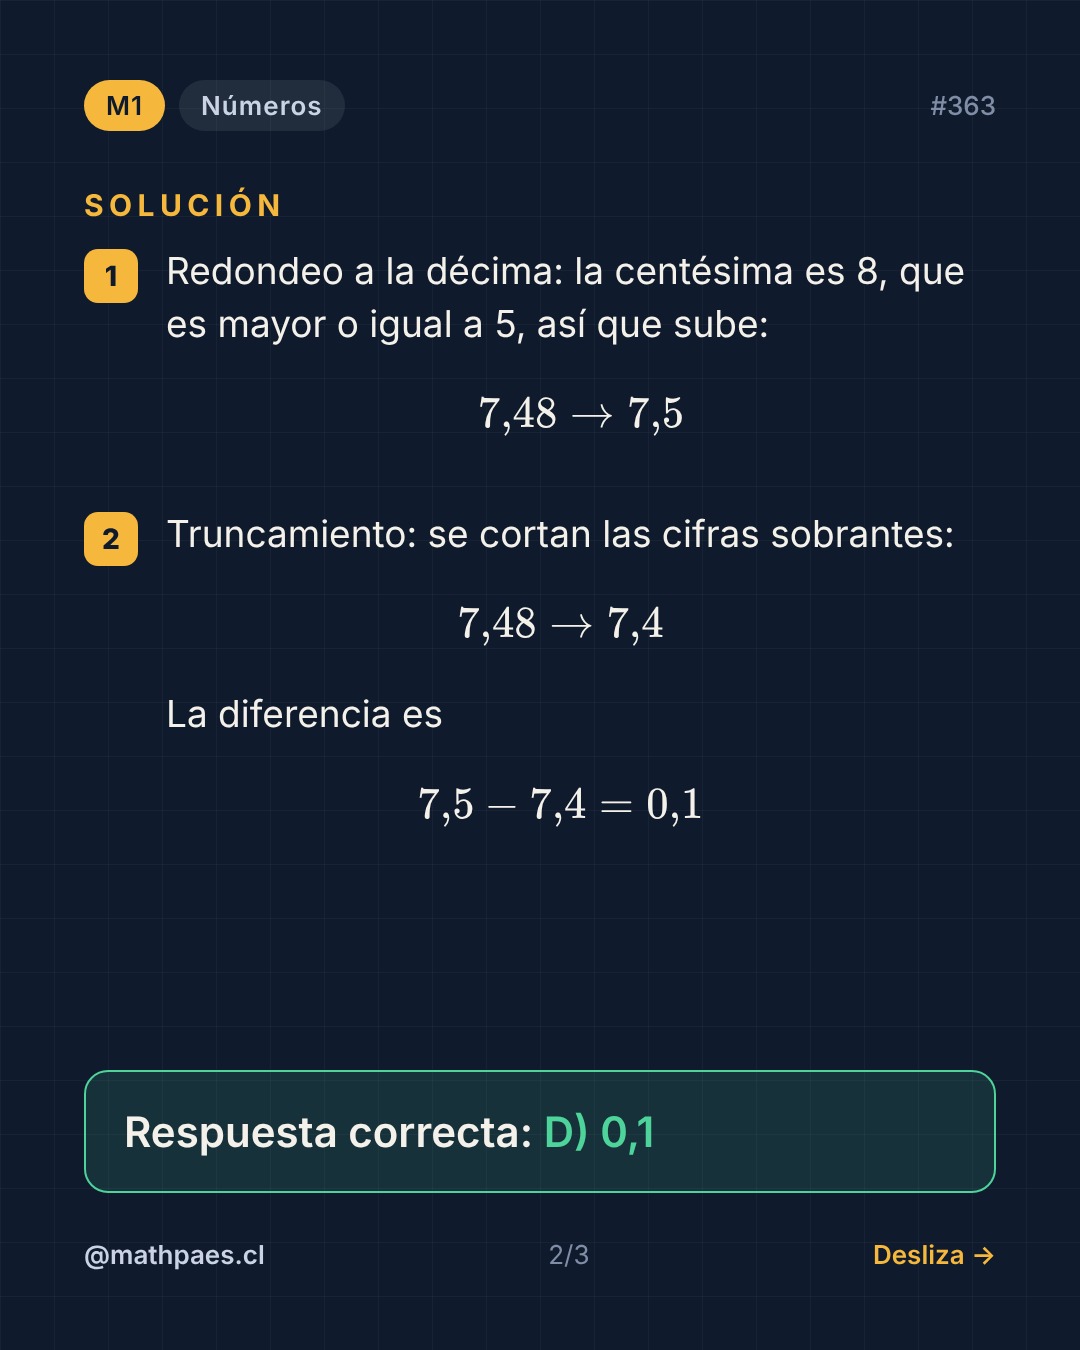 M1 Números #363
SOLUCIÓN
1 Redondeo a la décima: la centésima es 8, que
es mayor o igual a 5, así que sube:
7,48 → 7,5
2 Truncamiento: se cortan las cifras sobrantes:
7,48 → 7,4
La diferencia es
7,5 − 7,4 = 0,1
Respuesta correcta: D) 0,1
@mathpaes.cl 2/3 Desliza →